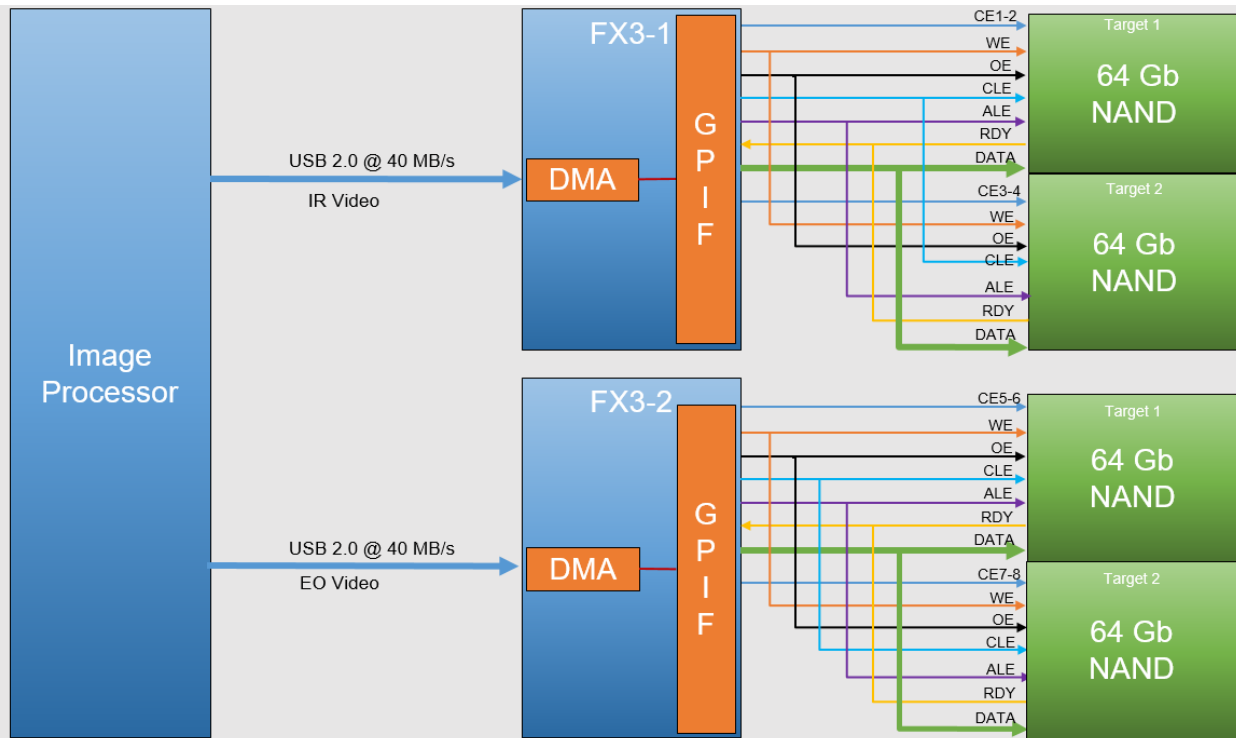 Image
Processor
USB 2.0 @ 40 MB/s
IR Video
FX3-1
DMA
G
P
I
F
CE1-2
WE
OE
CLE
ALE
RDY
DATA
CE3-4
WE
OE
CLE
ALE
RDY
DATA
Target 1
64 Gb
NAND
Target 2
64 Gb
NAND
USB 2.0 @ 40 MB/s
EO Video
FX3-2
DMA
G
P
I
F
CE5-6
WE
OE
CLE
ALE
RDY
DATA
CE7-8
WE
OE
CLE
ALE
RDY
DATA
Target 1
64 Gb
NAND
Target 2
64 Gb
NAND